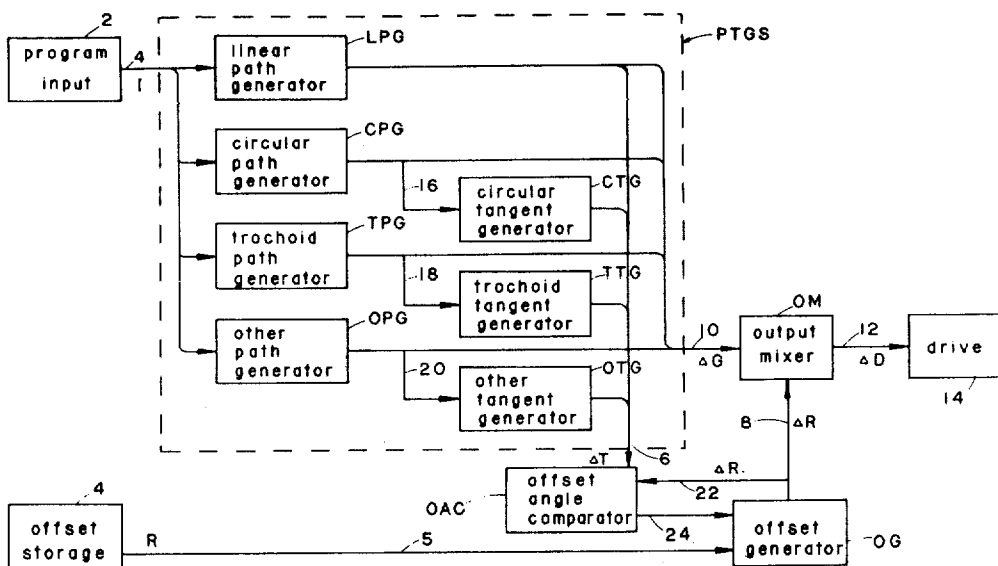 2
program
input
4
I
LPG
linear
path
generator
PTGS
CPG
circular
path
generator
16
CTG
circular
tangent
generator
TPG
trochoid
path
generator
18
TTG
trochoid
tangent
generator
OPG
other
path
generator
20
OTG
other
tangent
generator
10
ΔG
OM
output
mixer
12
ΔD
drive
14
8
ΔR
6
ΔT
ΔR.
22
OAC
offset
angle
comparator
24
4
offset
storage
R
5
offset
generator
OG